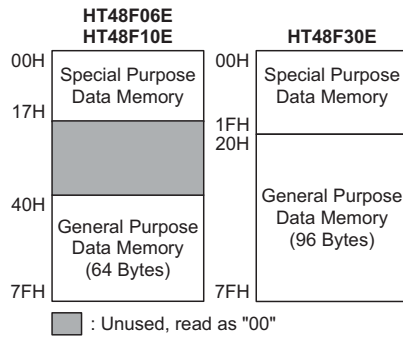 HT48F06E
HT48F10E
00H
Special Purpose
Data Memory
17H
40H
General Purpose
Data Memory
(64 Bytes)
7FH
HT48F30E
00H
Special Purpose
Data Memory
1FH
20H
General Purpose
Data Memory
(96 Bytes)
7FH
: Unused, read as "00"